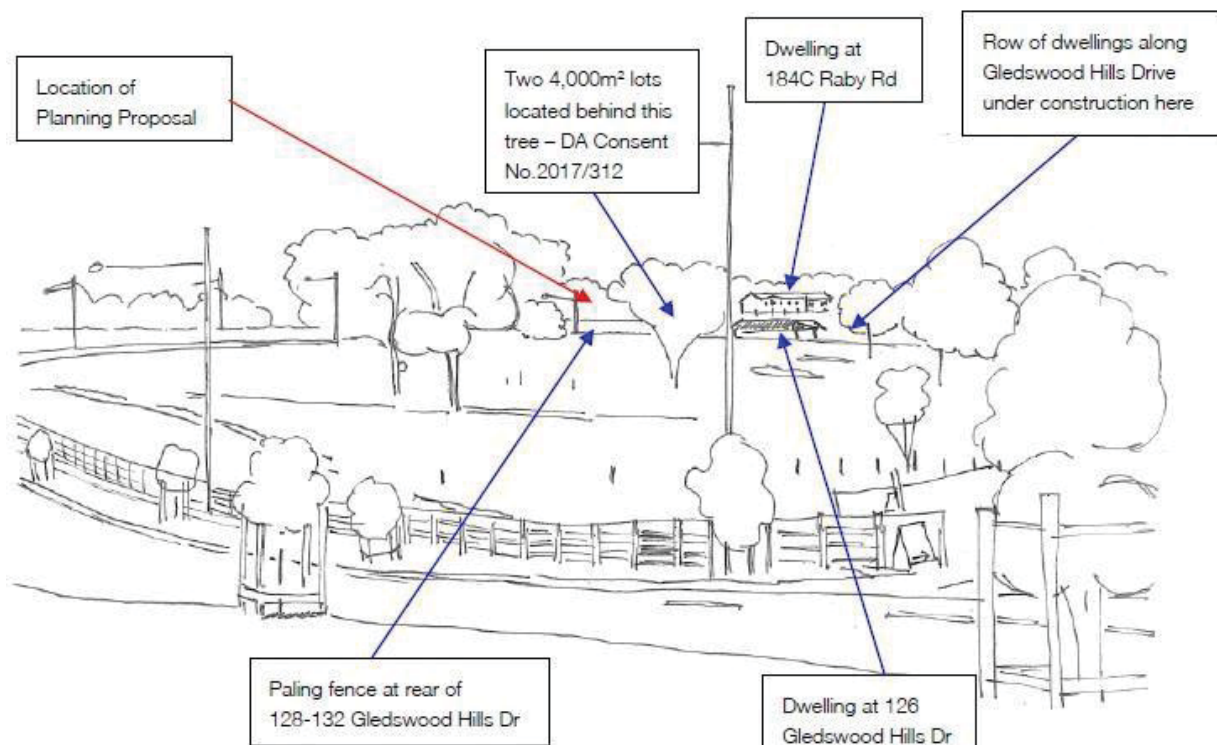 Location of
Planning Proposal
Two 4,000m² lots
located behind this
tree – DA Consent
No.2017/312
Dwelling at
184C Raby Rd
Row of dwellings along
Gledswood Hills Drive
under construction here
Paling fence at rear of
128-132 Gledswood Hills Dr
Dwelling at 126
Gledswood Hills Dr